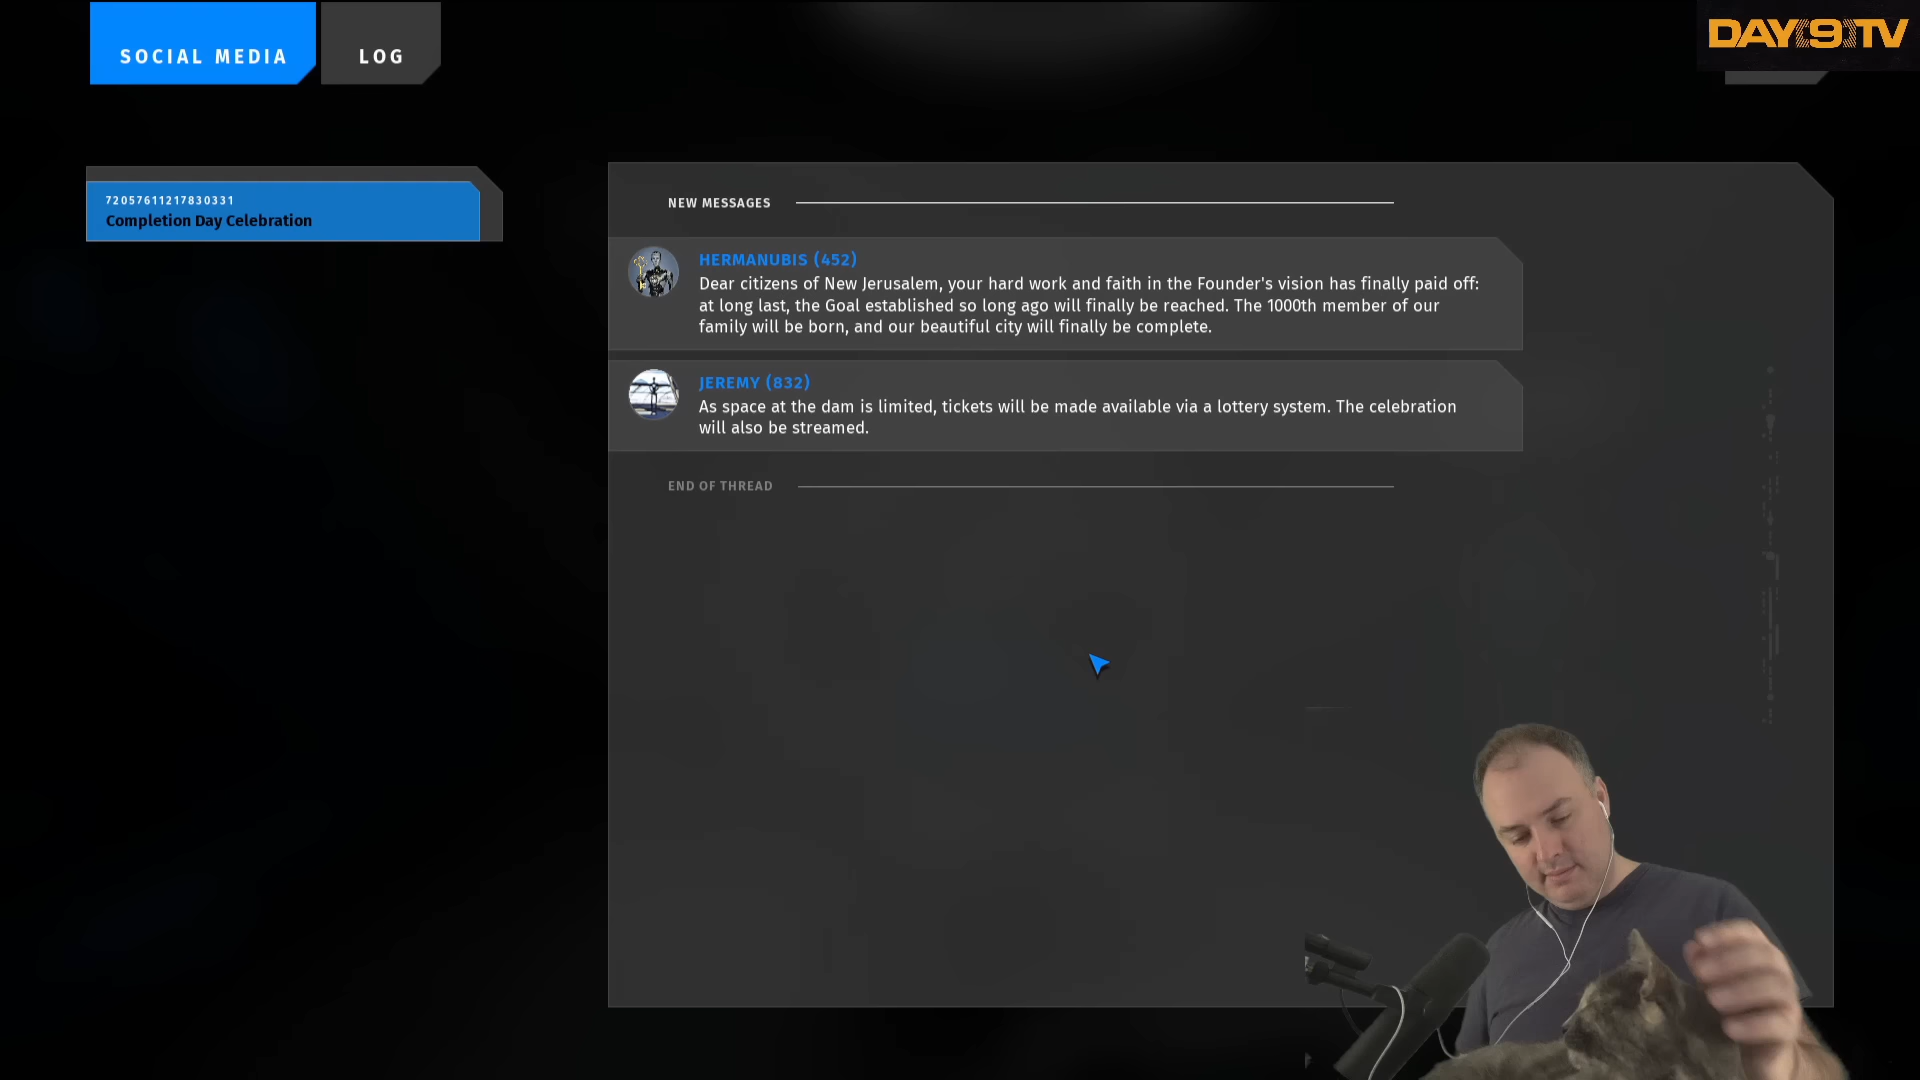 SOCIAL MEDIA
LOG
DAY[9]TV
72057611217830331
Completion Day Celebration
NEW MESSAGES
HERMANUBIS (452)
Dear citizens of New Jerusalem, your hard work and faith in the Founder's vision has finally paid off:
at long last, the Goal established so long ago will finally be reached. The 1000th member of our
family will be born, and our beautiful city will finally be complete.
JEREMY (832)
As space at the dam is limited, tickets will be made available via a lottery system. The celebration
will also be streamed.
END OF THREAD